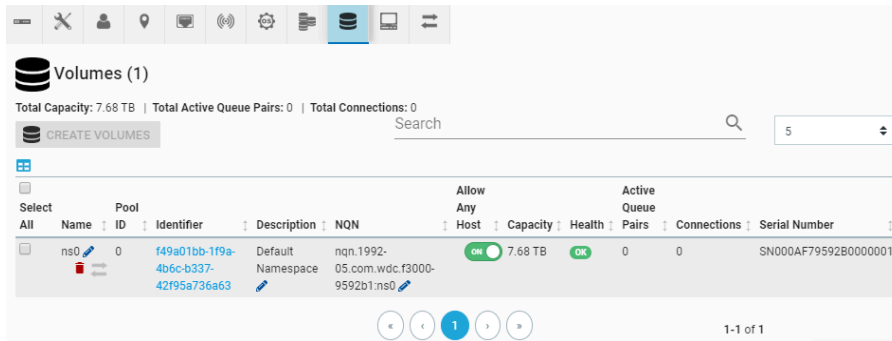 OS
Volumes (1)
Total Capacity: 7.68 TB | Total Active Queue Pairs: 0 | Total Connections: 0
CREATE VOLUMES
Search
5
Select All
Name
Pool ID
Identifier
Description
NQN
Allow Any Host
Capacity
Health
Active Queue Pairs
Connections
Serial Number
ns0
0
f49a01bb-1f9a-
4b6c-b337-
42f95a736a63
Default
Namespace
nqn.1992-
05.com.wdc.f3000-
9592b1:ns0
ON
7.68 TB
OK
0
0
SN000AF79592B0000001
« ‹ 1 › »
1-1 of 1